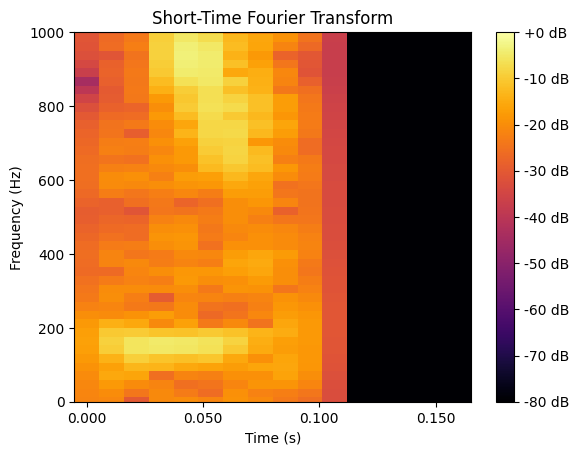 Short-Time Fourier Transform
1000
800
600
400
200
0
Frequency (Hz)
0.000
0.050
0.100
0.150
Time (s)
+0 dB
-10 dB
-20 dB
-30 dB
-40 dB
-50 dB
-60 dB
-70 dB
-80 dB